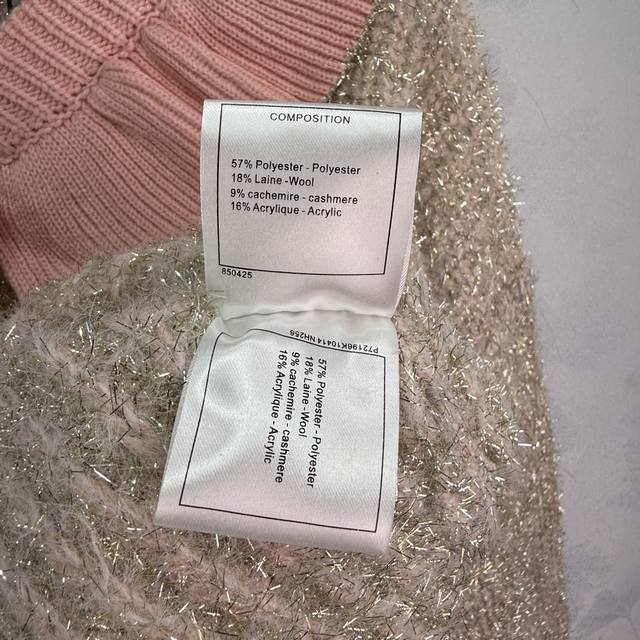 COMPOSITION
57% Polyester - Polyester
18% Laine -Wool
9% cachemire - cashmere
16% Acrylique - Acrylic
850425
P72196K10414 NH256
57% Polyester - Polyester
18% Laine -Wool
9% cachemire - cashmere
16% Acrylique - Acrylic